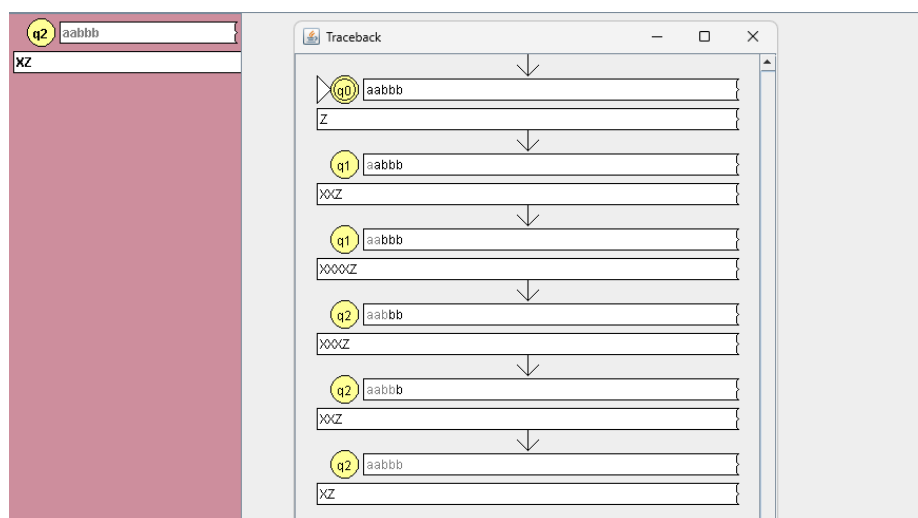 q2 aabbb
XZ
Traceback
q0 aabbb
Z
q1 aabbb
XXZ
q1 aabbb
XXXXZ
q2 aabbb
XXXZ
q2 aabbb
XXZ
q2 aabbb
XZ